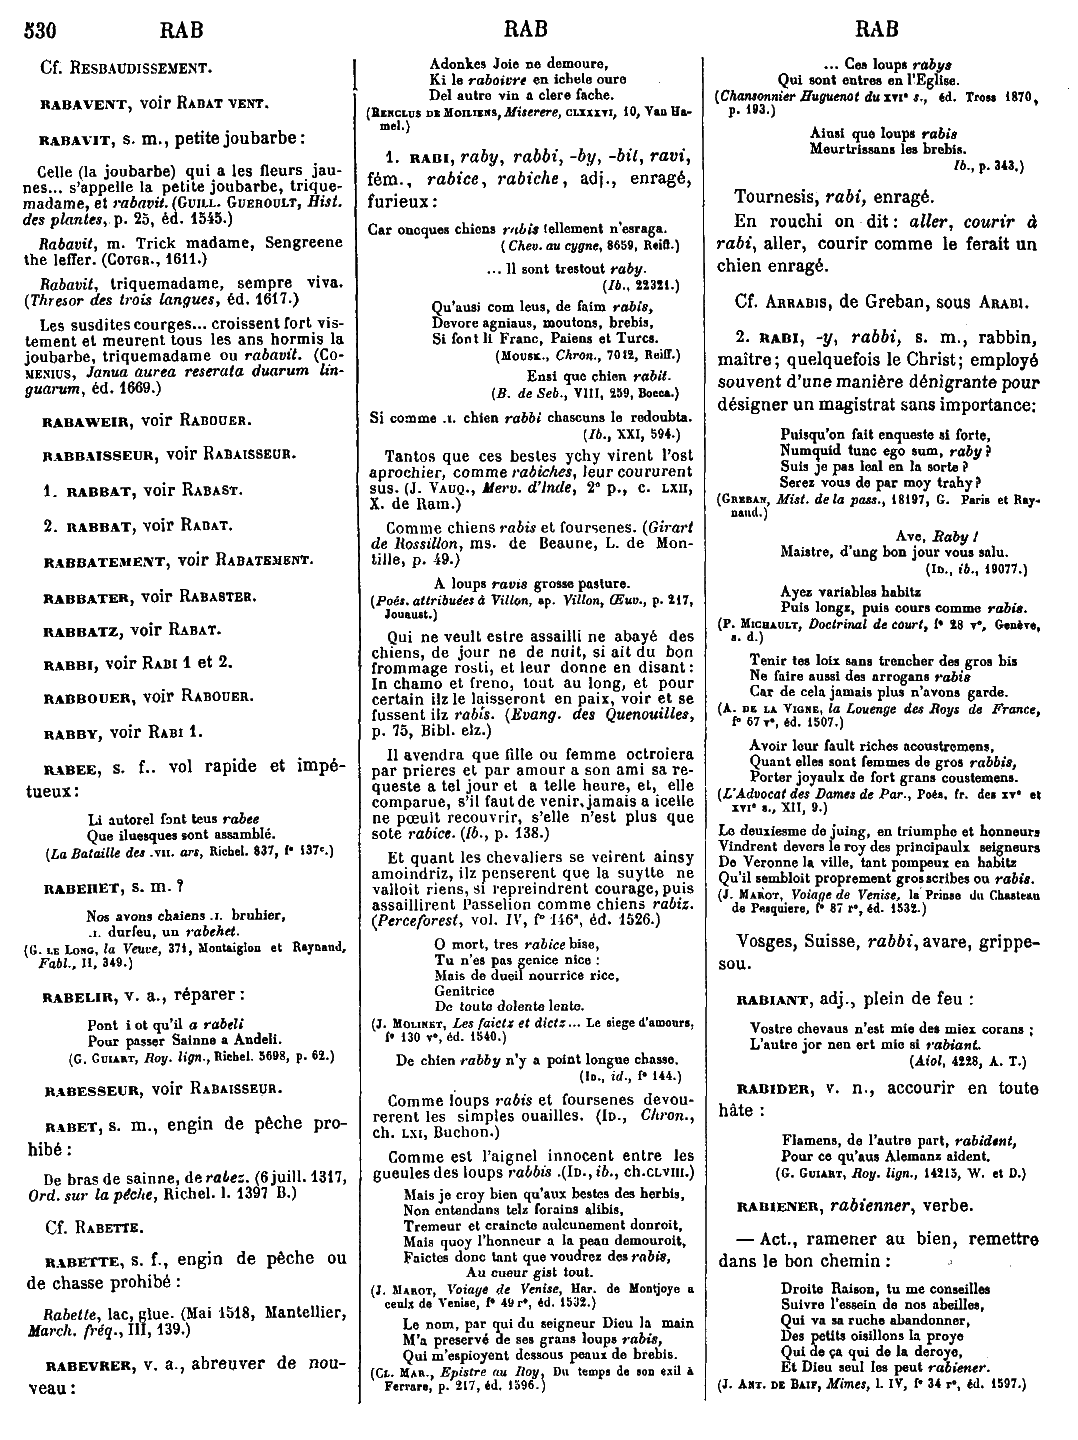 530 RAB RAB RAB
Cf. RESBAUDISSEMENT.
RABAVENT, voir RABAT VENT.
RABAVIT, s. m., petite joubarbe :
Celle (la joubarbe) qui a les fleurs jau-
nes... s'appelle la petite joubarbe, trique-
madame, et rabavit. (GUILL. GUEROULT, Hist.
des plantes, p. 25, éd. 1545.)
Rabavit, m. Trick madame, Sengreene
the leffer. (COTGR., 1611.)
Rabavit, triquemadame, sempre viva.
(Thresor des trois langues, éd. 1617.)
Les susdites courges... croissent fort vis-
tement et meurent tous les ans hormis la
joubarbe, triquemadame ou rabavit. (CO-
MENIUS, Janua aurea reserata duarum lin-
guarum, éd. 1669.)
RABAWEIR, voir RABOUER.
RABBAISSEUR, voir RABAISSEUR.
1. RABBAT, voir RABAST.
2. RABBAT, voir RABAT.
RABBATEMENT, voir RABATEMENT.
RABBATER, voir RABASTER.
RABBATZ, voir RABAT.
RABBI, voir RABI 1 et 2.
RABBOUER, voir RABOUER.
RABBY, voir RABI 1.
RABEE, s. f.. vol rapide et impé-
tueux :
Li autorel font teus rabee
Que iluesques sont assamblé.
(La Bataille des .VII. ars, Richel. 837, f° 137ᶜ.)
RABEHET, s. m. ?
Nos avons chaiens .I. bruhier,
.I. durfeu, un rabehet.
(G. LE LONG, la Veuve, 371, Montaiglon et Raynaud,
Fabl., II, 349.)
RABELIR, v. a., réparer :
Pont i ot qu'il a rabeli
Pour passer Sainne a Andeli.
(G. GUIART, Roy. lign., Richel. 5698, p. 62.)
RABESSEUR, voir RABAISSEUR.
RABET, s. m., engin de pêche pro-
hibé :
De bras de sainne, de rabez. (6 juill. 1317,
Ord. sur la pêche, Richel. l. 1397 B.)
Cf. RABETTE.
RABETTE, s. f., engin de pêche ou
de chasse prohibé :
Rabette, lac, glue. (Mai 1518, Mantellier,
March. fréq., III, 139.)
RABEVRER, v. a., abreuver de nou-
veau :
Adonkes Joie ne demoure,
Ki le raboivre en ichele oure
Del autre vin a clere fache.
(RENCLUS DE MOILIENS, Miserere, CLXXXVI, 10, Van Ha-
mel.)
1. RABI, raby, rabbi, -by, -bil, ravi,
fém., rabice, rabiche, adj., enragé,
furieux :
Car oncques chiens rabis tellement n'esraga.
(Chev. au cygne, 8659, Reiff.)
... Il sont trestout raby.
(Ib., 22321.)
Qu'ausi com leus, de faim rabis,
Devore agniaus, moutons, brebis,
Si font li Franc, Paiens et Turcs.
(MOUSK., Chron., 7012, Reiff.)
Ensi que chien rabit.
(B. de Seb., VIII, 259, Bocca.)
Si comme .I. chien rabbi chascuns le redoubta.
(Ib., XXI, 594.)
Tantos que ces bestes ychy virent l'ost
aprochier, comme rabiches, leur coururent
sus. (J. VAUQ., Merv. d'Inde, 2° p., c. LXII,
X. de Ram.)
Comme chiens rabis et foursenes. (Girart
de Rossillon, ms. de Beaune, L. de Mon-
tille, p. 49.)
A loups ravis grosse pasture.
(Poés. attribuées à Villon, ap. Villon, Œuv., p. 217,
Jouaust.)
Qui ne veult estre assailli ne abayé des
chiens, de jour ne de nuit, si ait du bon
frommage rosti, et leur donne en disant :
In chamo et freno, tout au long, et pour
certain ilz le laisseront en paix, voir et se
fussent ilz rabis. (Evang. des Quenouilles,
p. 75, Bibl. elz.)
Il avendra que fille ou femme octroiera
par prieres et par amour a son ami sa re-
queste a tel jour et a telle heure, et, elle
comparue, s'il faut de venir, jamais a icelle
ne pœult recouvrir, s'elle n'est plus que
sote rabice. (Ib., p. 138.)
Et quant les chevaliers se veirent ainsy
amoindriz, ilz penserent que la suytte ne
valloit riens, si repreindrent courage, puis
assaillirent Passelion comme chiens rabiz.
(Perceforest, vol. IV, f° 146ª, éd. 1526.)
O mort, tres rabice bise,
Tu n'es pas genice nice :
Mais de dueil nourrice rice,
Genitrice
De toute dolente lente.
(J. MOLINET, Les faictz et dictz... Le siege d'amours,
f° 130 v°, éd. 1540.)
De chien rabby n'y a point longue chasse.
(ID., id., f° 144.)
Comme loups rabis et foursenes devou-
rerent les simples ouailles. (ID., Chron.,
ch. LXI, Buchon.)
Comme est l'aignel innocent entre les
gueules des loups rabbis .(ID., ib., ch. CLVIII.)
Mais je croy bien qu'aux bestes des herbis,
Non entendans telz forains alibis,
Tremeur et craincte aulcunement donroit,
Mais quoy l'honneur a la peau demouroit,
Faictes donc tant que voudrez des rabis,
Au cueur gist tout.
(J. MAROT, Voiage de Venise, Har. de Montjoye a
ceulx de Venise, f° 49 r°, éd. 1532.)
Le nom, par qui du seigneur Dieu la main
M'a preservé de ses grans loups rabis,
Qui m'espioyent dessous peaux de brebis.
(CL. MAR., Epistre au Roy, Du temps de son exil à
Ferrare, p. 217, éd. 1596.)
... Ces loups rabys
Qui sont entres en l'Eglise.
(Chansonnier Huguenot du XVI° s., éd. Tross 1870,
p. 193.)
Ainsi que loups rabis
Meurtrissans les brebis.
Ib., p. 343.)
Tournesis, rabi, enragé.
En rouchi on dit : aller, courir à
rabi, aller, courir comme le ferait un
chien enragé.
Cf. ARRABIS, de Greban, sous ARABI.
2. RABI, -y, rabbi, s. m., rabbin,
maître ; quelquefois le Christ ; employé
souvent d'une manière dénigrante pour
désigner un magistrat sans importance:
Puisqu'on fait enqueste si forte,
Numquid tunc ego sum, raby ?
Suis je pas leal en la sorte ?
Serez vous de par moy trahy ?
(GREBAN, Mist. de la pass., 18197, G. Paris et Ray-
naud.)
Ave, Raby !
Maistre, d'ung bon jour vous salu.
(ID., ib., 19077.)
Ayez variables habitz
Puis longz, puis cours comme rabis.
(P. MICHAULT, Doctrinal de court, f° 28 v°, Genève,
s. d.)
Tenir tes loix sans trencher des gros bis
Ne faire aussi des arrogans rabis
Car de cela jamais plus n'avons garde.
(A. DE LA VIGNE, la Louenge des Roys de France,
f° 67 r°, éd. 1507.)
Avoir leur fault riches acoustremens,
Quant elles sont femmes de gros rabbis,
Porter joyaulx de fort grans coustemens.
(L'Advocat des Dames de Par., Poés. fr. des XV° et
XVI° s., XII, 9.)
Le deuxiesme de juing, en triumphe et honneurs
Vindrent devers le roy des principaulx seigneurs
De Veronne la ville, tant pompeux en habitz
Qu'il sembloit proprement gros scribes ou rabis.
(J. MAROT, Voiage de Venise, la Prinse du Chasteau
de Pesquiere, f° 87 r°, éd. 1532.)
Vosges, Suisse, rabbi, avare, grippe-
sou.
RABIANT, adj., plein de feu :
Vostre chevaus n'est mie des miex corans ;
L'autre jor nen ert mie si rabiant.
(Aiol, 4228, A. T.)
RABIDER, v. n., accourir en toute
hâte :
Flamens, de l'autre part, rabident,
Pour ce qu'aus Alemanz aident.
(G. GUIART, Roy. lign., 14215, W. et D.)
RABIENER, rabienner, verbe.
— Act., ramener au bien, remettre
dans le bon chemin :
Droite Raison, tu me conseilles
Suivre l'essein de nos abeilles,
Qui va sa ruche abandonner,
Des petits oisillons la proye
Qui de ça qui de la deroye,
Et Dieu seul les peut rabiener.
(J. ANT. DE BAIF, Mimes, l. IV, f° 34 r°, éd. 1597.)